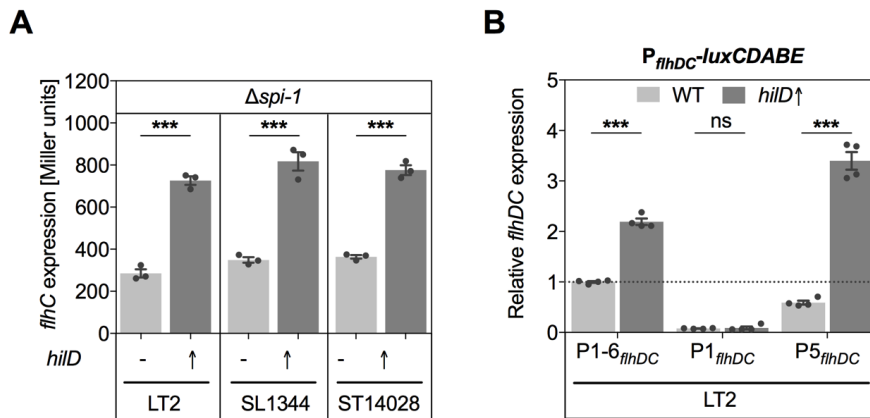 A
Δspi-1
*** *** ***
flhC expression [Miller units]
1200
1000
800
600
400
200
0
hilD - ↑ - ↑ - ↑
LT2 SL1344 ST14028
B
PflhDC-luxCDABE
WT hilD↑
*** ns ***
Relative flhDC expression
5
4
3
2
1
0
P1-6flhDC P1flhDC P5flhDC
LT2